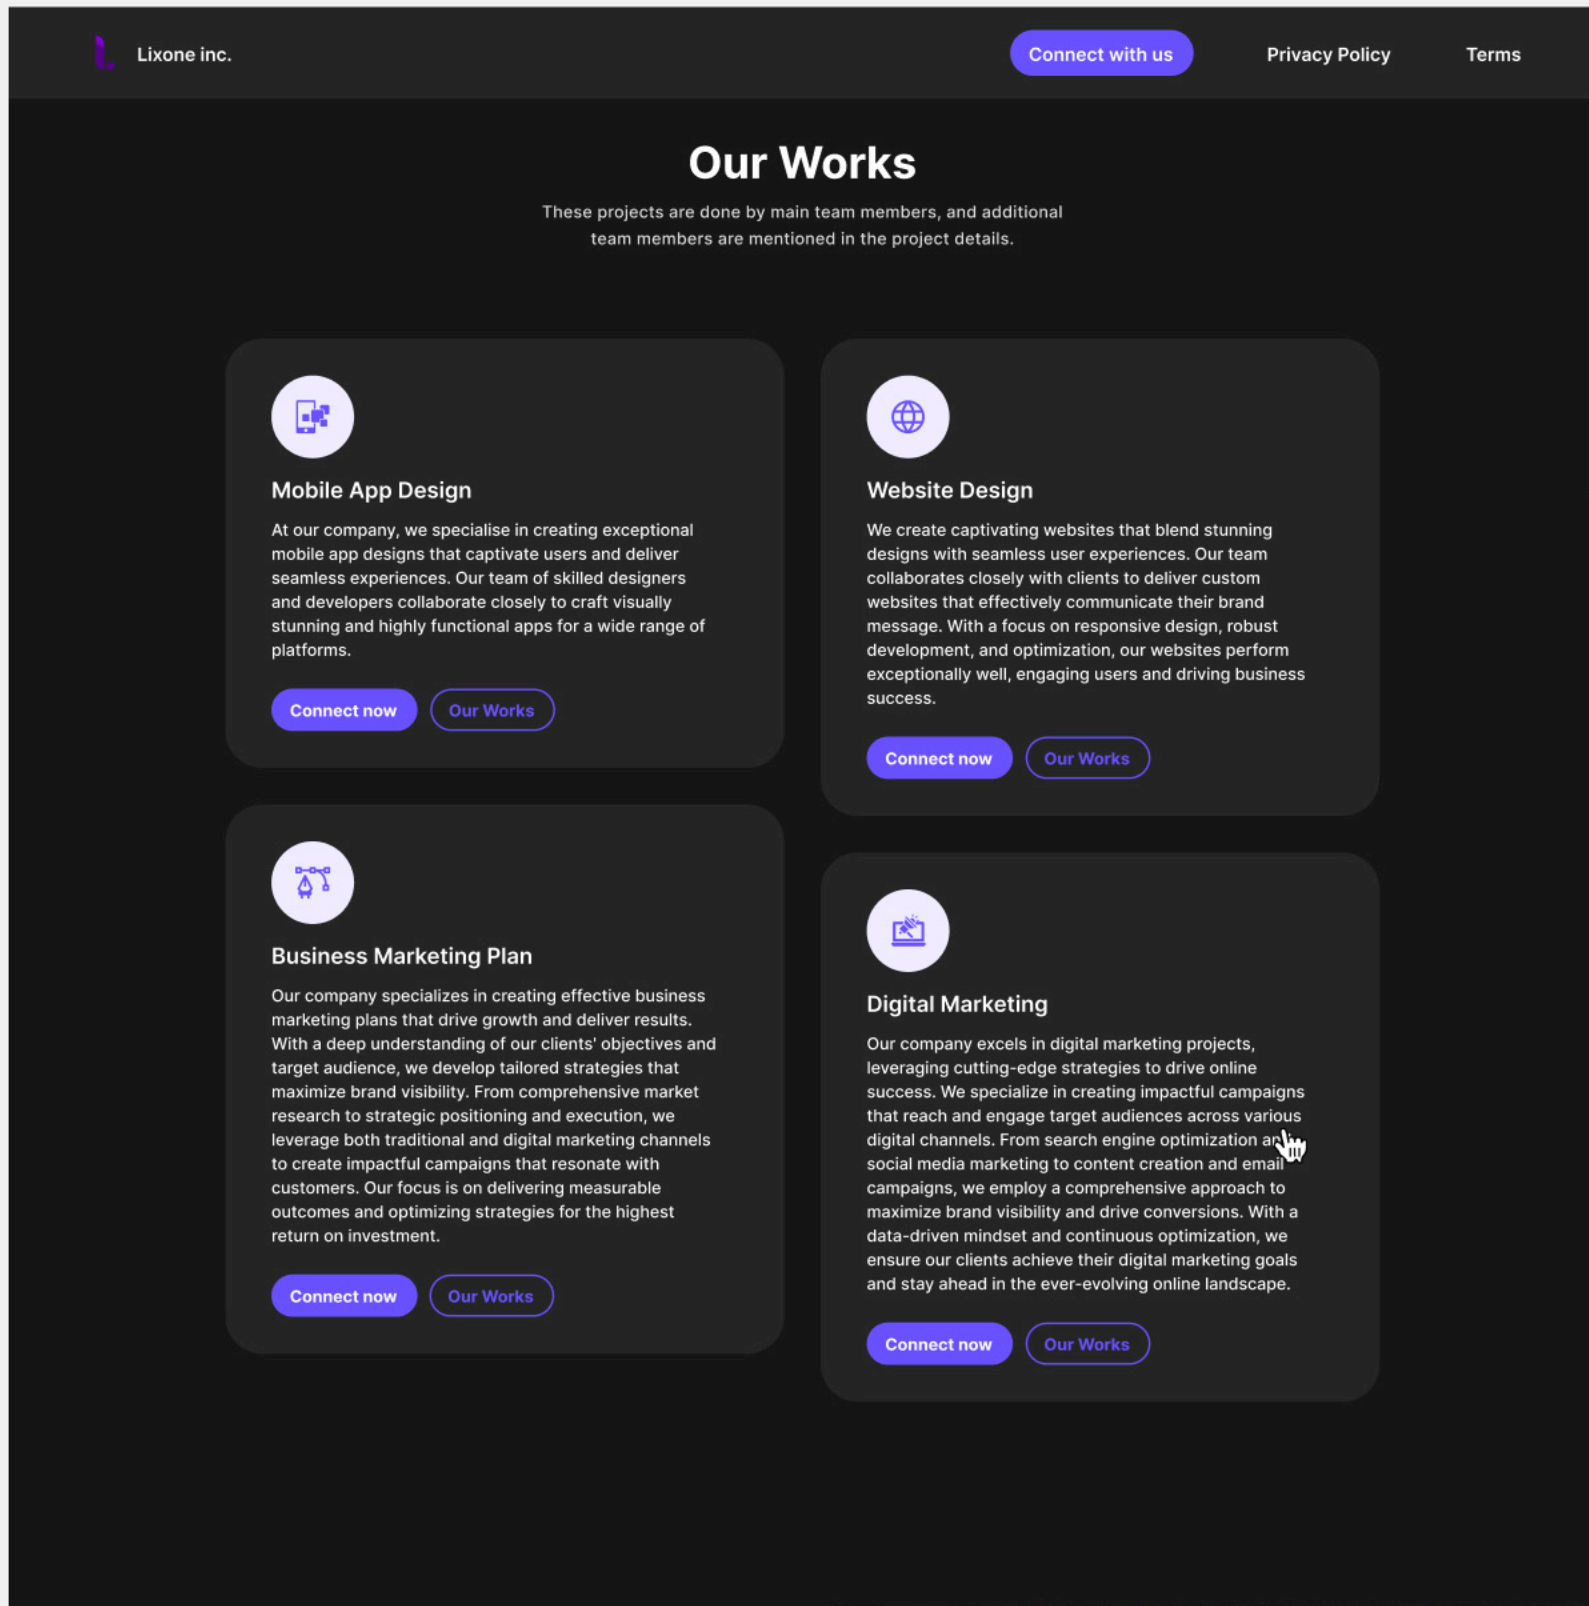 Lixone inc.
Connect with us
Privacy Policy
Terms
Our Works
These projects are done by main team members, and additional
team members are mentioned in the project details.
Mobile App Design
At our company, we specialise in creating exceptional
mobile app designs that captivate users and deliver
seamless experiences. Our team of skilled designers
and developers collaborate closely to craft visually
stunning and highly functional apps for a wide range of
platforms.
Connect now
Our Works
Website Design
We create captivating websites that blend stunning
designs with seamless user experiences. Our team
collaborates closely with clients to deliver custom
websites that effectively communicate their brand
message. With a focus on responsive design, robust
development, and optimization, our websites perform
exceptionally well, engaging users and driving business
success.
Connect now
Our Works
Business Marketing Plan
Our company specializes in creating effective business
marketing plans that drive growth and deliver results.
With a deep understanding of our clients' objectives and
target audience, we develop tailored strategies that
maximize brand visibility. From comprehensive market
research to strategic positioning and execution, we
leverage both traditional and digital marketing channels
to create impactful campaigns that resonate with
customers. Our focus is on delivering measurable
outcomes and optimizing strategies for the highest
return on investment.
Connect now
Our Works
Digital Marketing
Our company excels in digital marketing projects,
leveraging cutting-edge strategies to drive online
success. We specialize in creating impactful campaigns
that reach and engage target audiences across various
digital channels. From search engine optimization and
social media marketing to content creation and email
campaigns, we employ a comprehensive approach to
maximize brand visibility and drive conversions. With a
data-driven mindset and continuous optimization, we
ensure our clients achieve their digital marketing goals
and stay ahead in the ever-evolving online landscape.
Connect now
Our Works